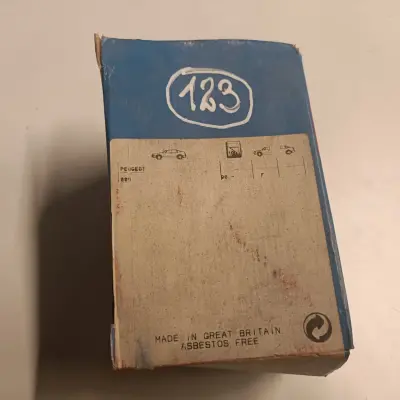 123
PEUGEOT
MADE IN GREAT BRITAIN
ASBESTOS FREE